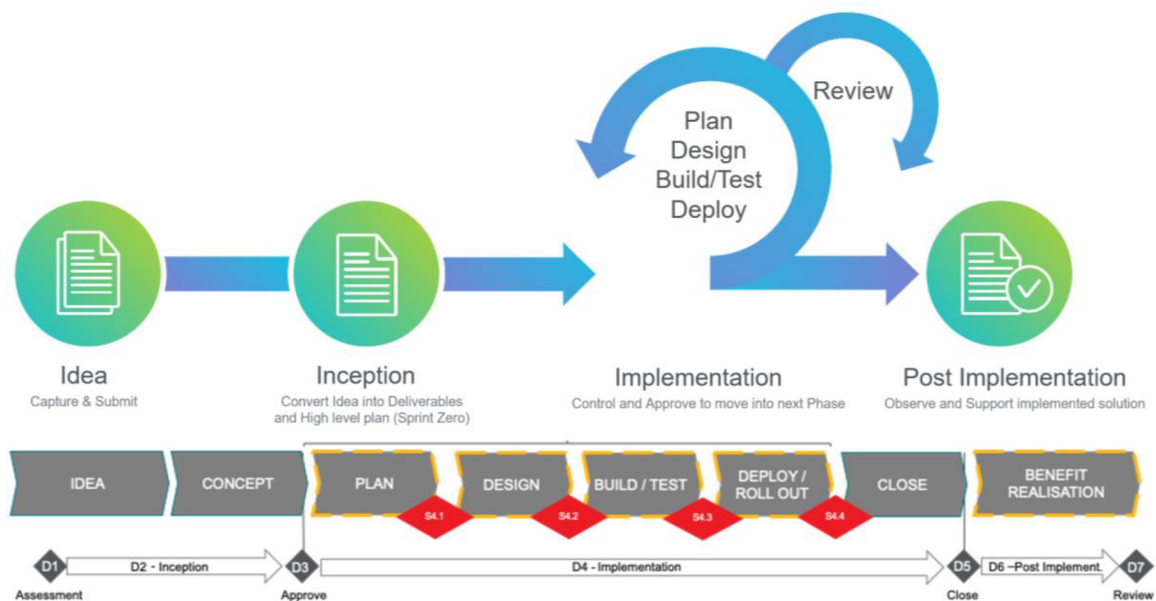 Review
Plan
Design
Build/Test
Deploy
Idea
Capture & Submit
Inception
Convert Idea into Deliverables
and High level plan (Sprint Zero)
Implementation
Control and Approve to move into next Phase
Post Implementation
Observe and Support implemented solution
IDEA
CONCEPT
PLAN
DESIGN
BUILD / TEST
DEPLOY /
ROLL OUT
CLOSE
BENEFIT
REALISATION
S4.1
S4.2
S4.3
S4.4
D1
D2 - Inception
D3
D4 - Implementation
D5
D6 –Post Implement.
D7
Assessment
Approve
Close
Review